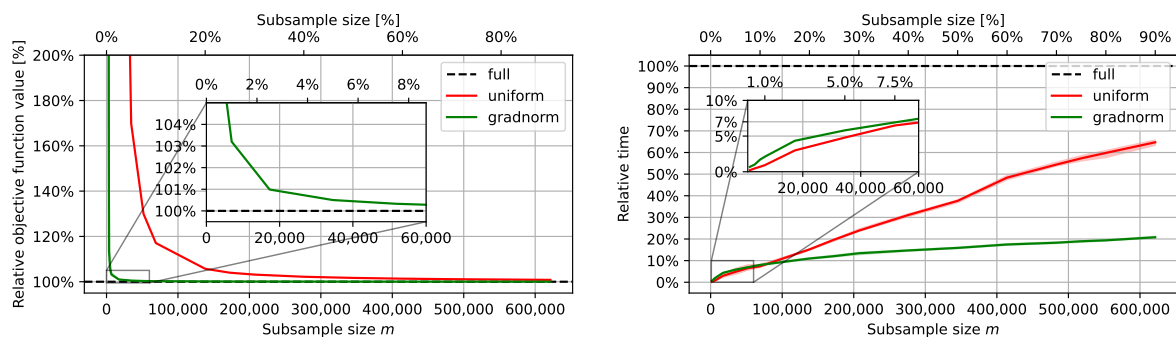 Subsample size [%]
0% 20% 40% 60% 80%
Relative objective function value [%]
200%
180%
160%
140%
120%
100%
full
uniform
gradnorm
0% 2% 4% 6% 8%
104%
103%
102%
101%
100%
0 20,000 40,000 60,000
0 100,000 200,000 300,000 400,000 500,000 600,000
Subsample size m
Subsample size [%]
0% 10% 20% 30% 40% 50% 60% 70% 80% 90%
Relative time
100%
90%
80%
70%
60%
50%
40%
30%
20%
10%
0%
full
uniform
gradnorm
1.0% 5.0% 7.5%
10%
7%
5%
0%
20,000 40,000 60,000
0 100,000 200,000 300,000 400,000 500,000 600,000
Subsample size m